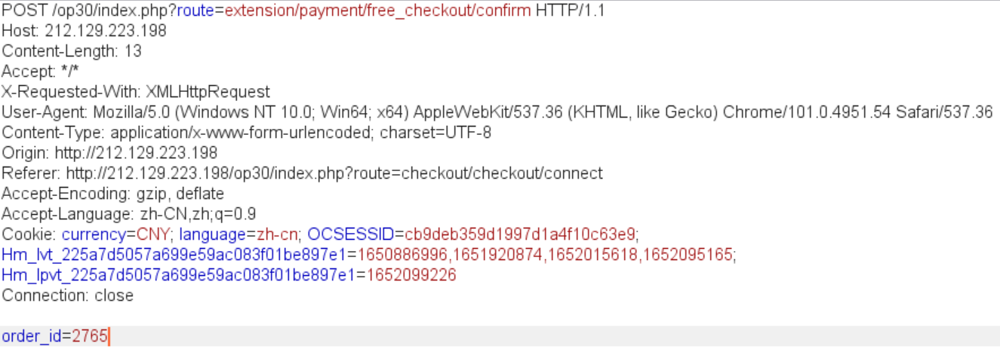 POST /op30/index.php?route=extension/payment/free_checkout/confirm HTTP/1.1
Host: 212.129.223.198
Content-Length: 13
Accept: */*
X-Requested-With: XMLHttpRequest
User-Agent: Mozilla/5.0 (Windows NT 10.0; Win64; x64) AppleWebKit/537.36 (KHTML, like Gecko) Chrome/101.0.4951.54 Safari/537.36
Content-Type: application/x-www-form-urlencoded; charset=UTF-8
Origin: http://212.129.223.198
Referer: http://212.129.223.198/op30/index.php?route=checkout/checkout/connect
Accept-Encoding: gzip, deflate
Accept-Language: zh-CN,zh;q=0.9
Cookie: currency=CNY; language=zh-cn; OCSESSID=cb9deb359d1997d1a4f10c63e9;
Hm_lvt_225a7d5057a699e59ac083f01be897e1=1650886996,1651920874,1652015618,1652095165;
Hm_lpvt_225a7d5057a699e59ac083f01be897e1=1652099226
Connection: close
order_id=2765